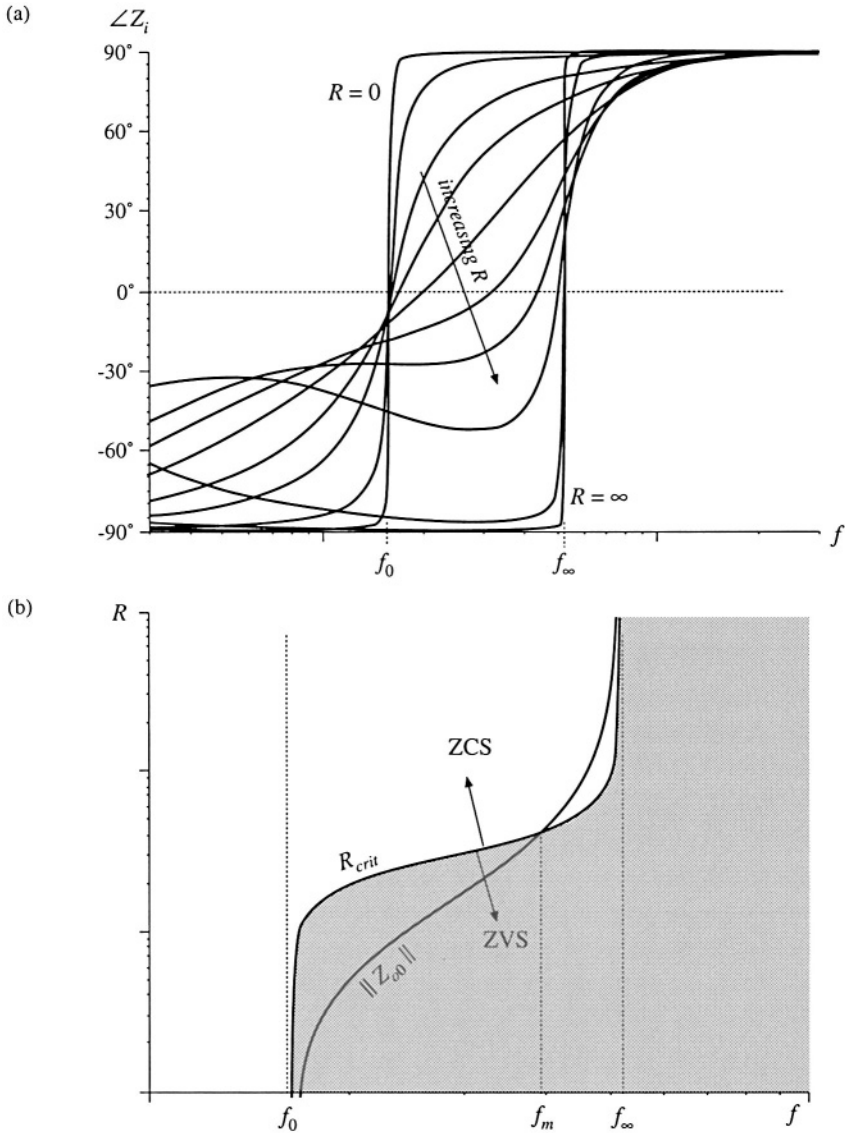 (a)
∠Z_i
90°
60°
30°
0°
-30°
-60°
-90°
R = 0
increasing R
R = ∞
f_0
f_∞
f
(b)
R
ZCS
R_crit
ZVS
‖ Z_o0 ‖
f_0
f_m
f_∞
f